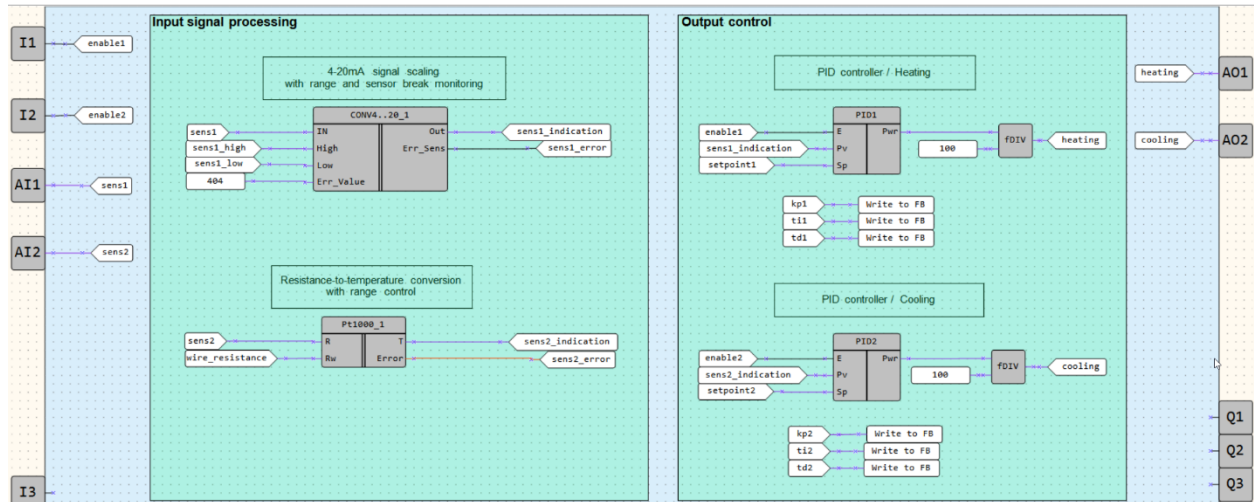 I1
enable1
I2
enable2
AI1
sens1
AI2
sens2
I3
Input signal processing
4-20mA signal scaling
with range and sensor break monitoring
CONV4..20_1
sens1
IN
Out
sens1_indication
sens1_high
High
Err_Sens
sens1_error
sens1_low
Low
404
Err_Value
Resistance-to-temperature conversion
with range control
Pt1000_1
sens2
R
T
sens2_indication
wire_resistance
Rw
Error
sens2_error
Output control
PID controller / Heating
PID1
enable1
E
Pwr
fDIV
heating
sens1_indication
Pv
100
setpoint1
Sp
kp1
Write to FB
ti1
Write to FB
td1
Write to FB
PID controller / Cooling
PID2
enable2
E
Pwr
fDIV
cooling
sens2_indication
Pv
100
setpoint2
Sp
kp2
Write to FB
ti2
Write to FB
td2
Write to FB
heating
AO1
cooling
AO2
Q1
Q2
Q3